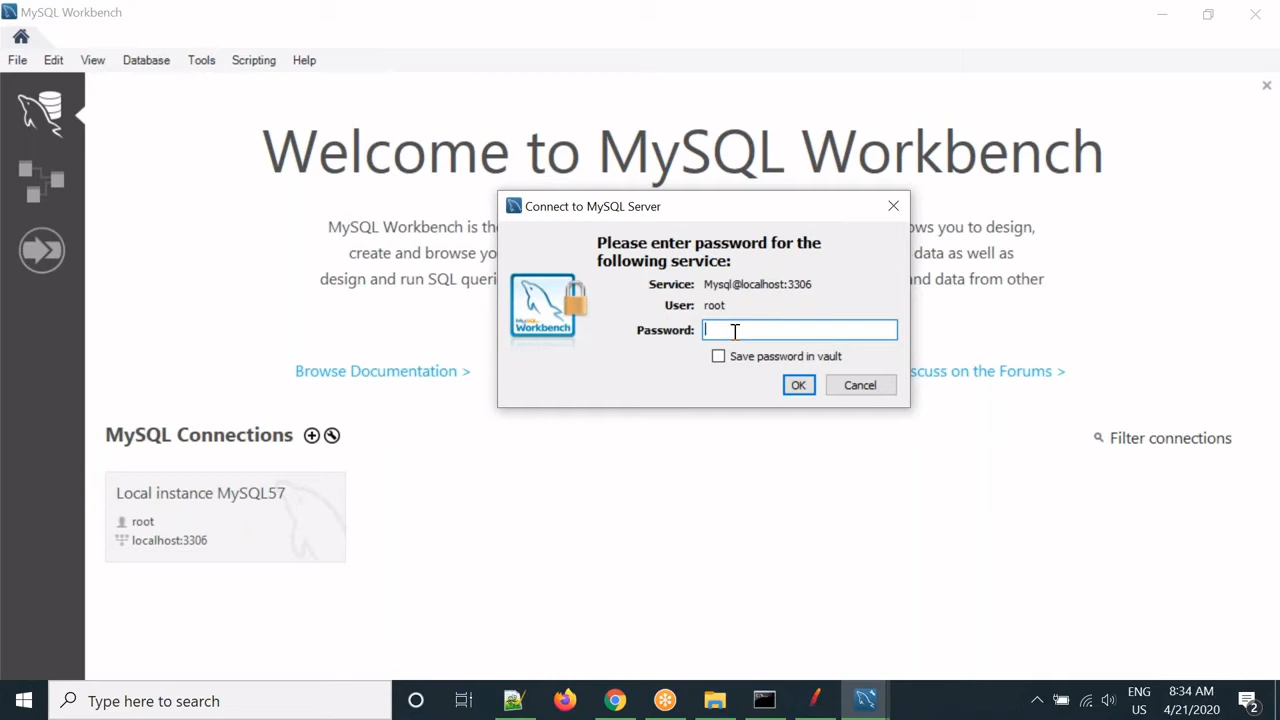 MySQL Workbench
File Edit View Database Tools Scripting Help
Welcome to MySQL Workbench
Connect to MySQL Server
MySQL Workbench is the
ows you to design,
create and browse yo
data as well as
design and run SQL queri
nd data from other
Please enter password for the
following service:
Service: Mysql@localhost:3306
User: root
Password:
Save password in vault
OK Cancel
MySQL
Workbench
Browse Documentation >
scuss on the Forums >
MySQL Connections
Filter connections
Local instance MySQL57
root
localhost:3306
Type here to search
ENG
US
8:34 AM
4/21/2020
2